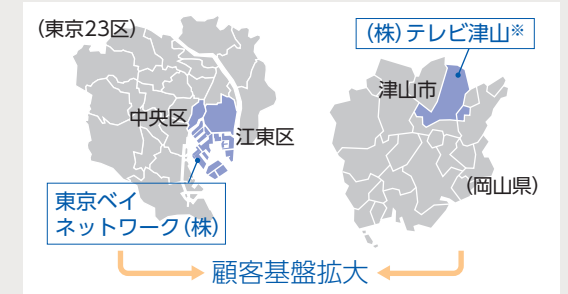 (東京23区)
中央区
江東区
東京ベイ
ネットワーク(株)
(株)テレビ津山※
津山市
(岡山県)
顧客基盤拡大